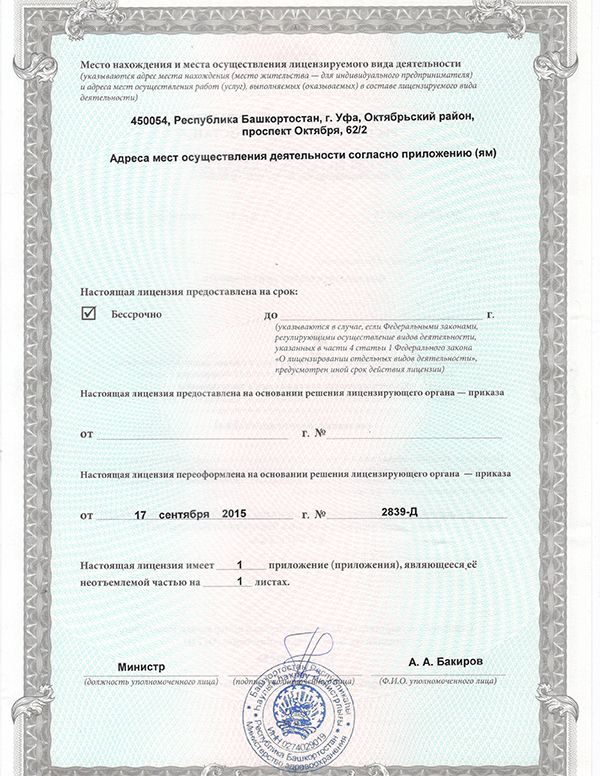 Место нахождения и места осуществления лицензируемого вида деятельности
(указываются адрес места нахождения (место жительства — для индивидуального предпринимателя)
и адреса мест осуществления работ (услуг), выполняемых (оказываемых) в составе лицензируемого вида
деятельности)
450054, Республика Башкортостан, г. Уфа, Октябрьский район,
проспект Октября, 62/2
Адреса мест осуществления деятельности согласно приложению (ям)
Настоящая лицензия предоставлена на срок:
Бессрочно до г.
(указываются в случае, если Федеральными законами,
регулирующими осуществление видов деятельности,
указанных в части 4 статьи 1 Федерального закона
«О лицензировании отдельных видов деятельности»,
предусмотрен иной срок действия лицензии)
Настоящая лицензия предоставлена на основании решения лицензирующего органа — приказа
от г. №
Настоящая лицензия переоформлена на основании решения лицензирующего органа — приказа
от 17 сентября 2015 г. № 2839-Д
Настоящая лицензия имеет 1 приложение (приложения), являющееся её
неотъемлемой частью на 1 листах.
Министр А. А. Бакиров
(должность уполномоченного лица) (подпись уполномоченного лица) (Ф.И.О. уполномоченного лица)
Башкортостан Республикаһы
Һаулыҡ һаҡлау министрлығы
ИНН 0274029019
Республика Башкортостан
Министерство здравоохранения